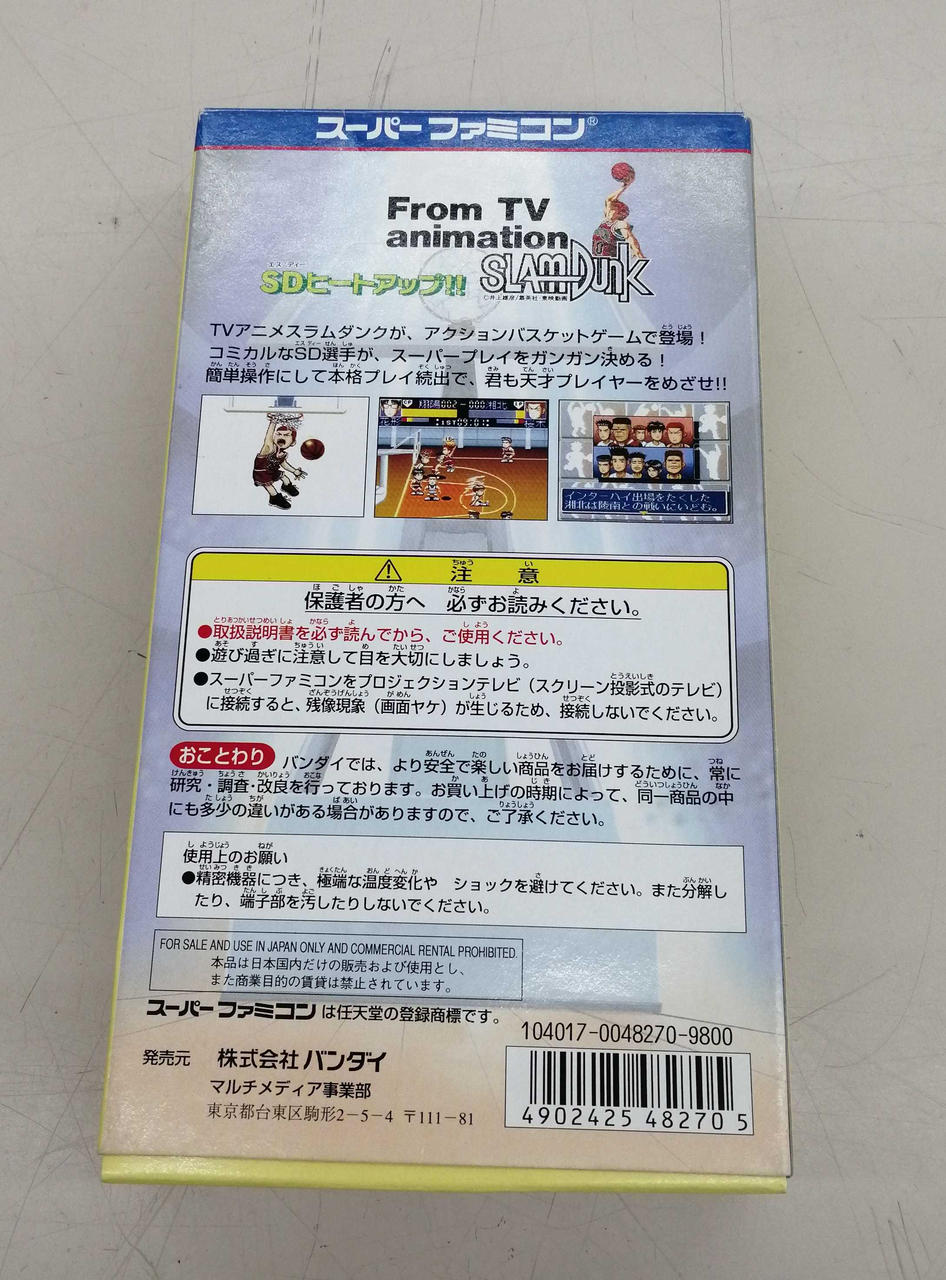 スーパーファミコン®
From TV
animation
SLAM DUNK
エスディー
SDヒートアップ!!
©井上雄彦/集英社・東映動画
TVアニメスラムダンクが、アクションバスケットゲームで登場!
コミカルなSD選手が、スーパープレイをガンガン決める!
簡単操作にして本格プレイ続出で、君も天才プレイヤーをめざせ!!
インターハイ出場をたくした
湘北は陵南との戦いにいどむ。
注意
保護者の方へ 必ずお読みください。
●取扱説明書を必ず読んでから、ご使用ください。
●遊び過ぎに注意して目を大切にしましょう。
●スーパーファミコンをプロジェクションテレビ(スクリーン投影式のテレビ)
に接続すると、残像現象(画面ヤケ)が生じるため、接続しないでください。
おことわり バンダイでは、より安全で楽しい商品をお届けするために、常に
研究・調査・改良を行っております。お買い上げの時期によって、同一商品の中
にも多少の違いがある場合がありますので、ご了承ください。
使用上のお願い
●精密機器につき、極端な温度変化や ショックを避けてください。また分解し
たり、端子部を汚したりしないでください。
FOR SALE AND USE IN JAPAN ONLY AND COMMERCIAL RENTAL PROHIBITED.
本品は日本国内だけの販売および使用とし、
また商業目的の賃貸は禁止されています。
スーパーファミコンは任天堂の登録商標です。
104017-0048270-9800
発売元 株式会社バンダイ
マルチメディア事業部
東京都台東区駒形2-5-4 〒111-81
4902425 482705